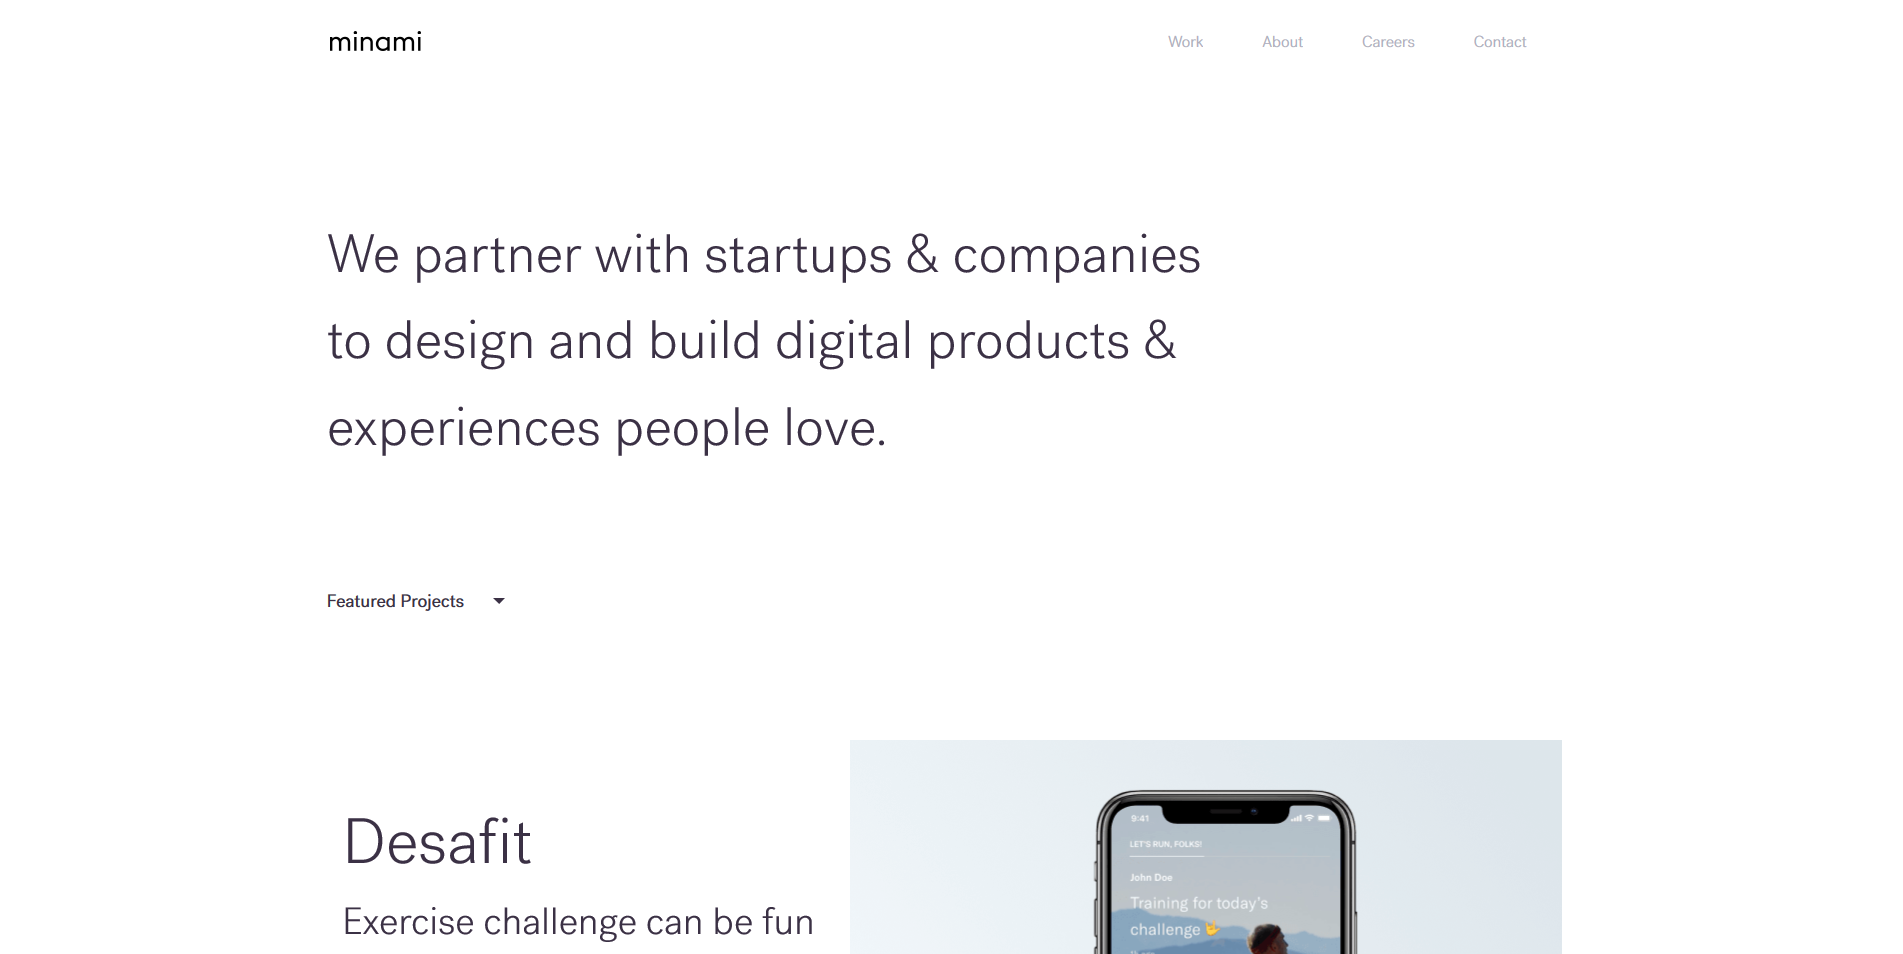 minami
Work
About
Careers
Contact
We partner with startups & companies
to design and build digital products &
experiences people love.
Featured Projects
Desafit
Exercise challenge can be fun
9:41
LET'S RUN, FOLKS!
John Doe
Training for today's
challenge 🤟